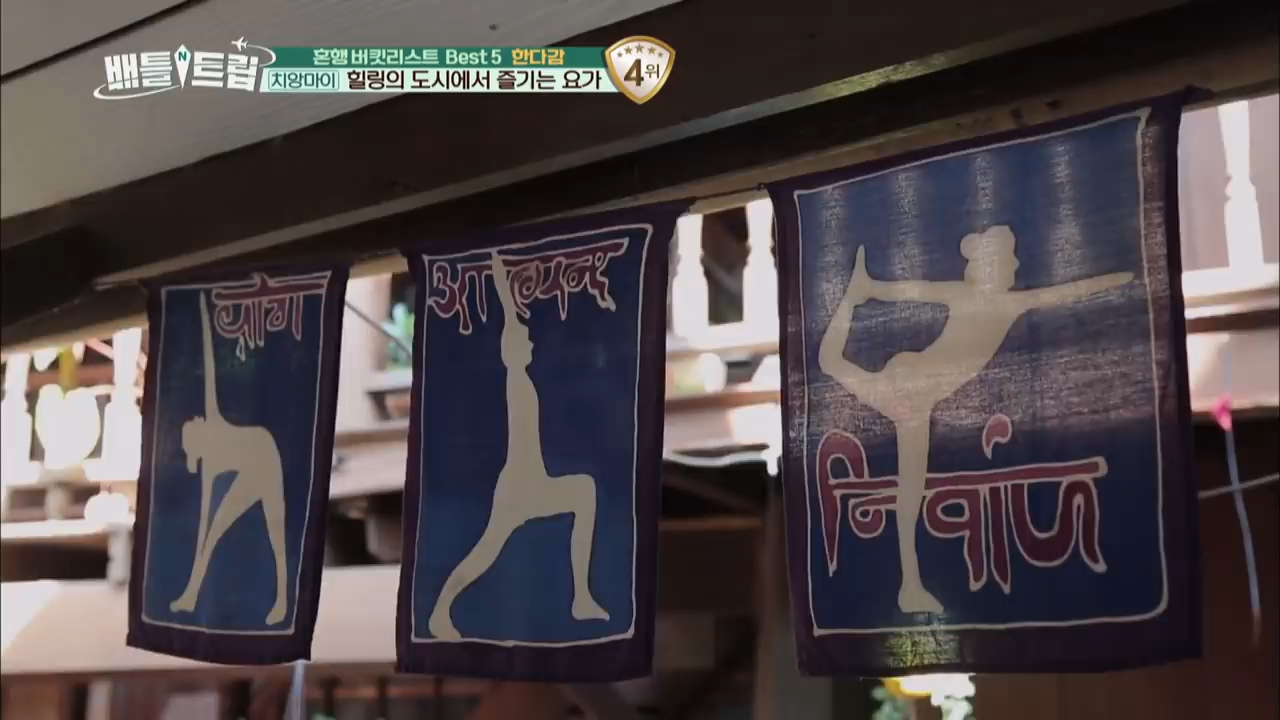 배틀트립
혼행 버킷리스트 Best 5 한다감
치앙마이 힐링의 도시에서 즐기는 요가
4위
योग
निर्वाण